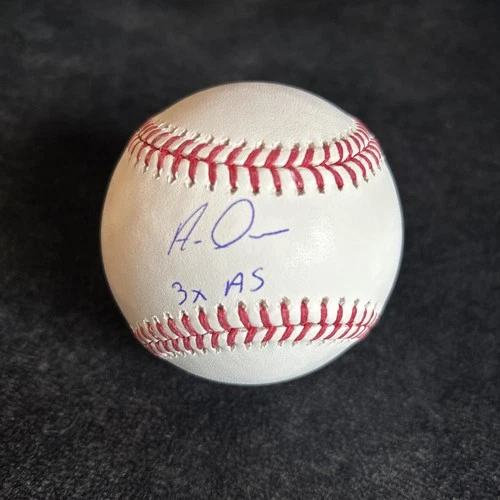 A. O
3x AS